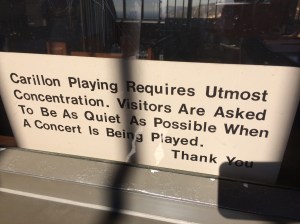 Carillon Playing Requires Utmost
Concentration. Visitors Are Asked
To Be As Quiet As Possible When
A Concert Is Being Played.
Thank You